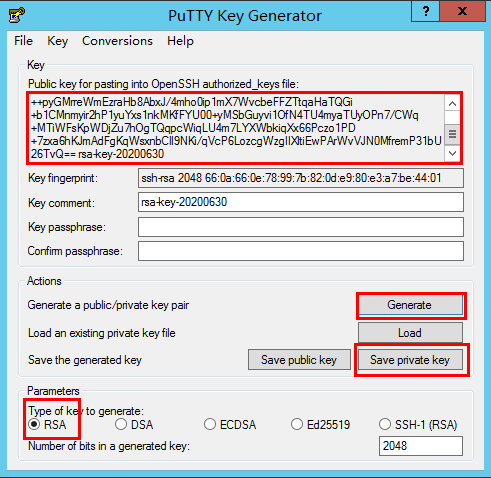 PuTTY Key Generator
?
X
File Key Conversions Help
Key
Public key for pasting into OpenSSH authorized_keys file:
++pyGMreWmEzraHb8AbxJ/4mho0ip1mX7WvcbeFFZTtqaHaTQGi
+b1CMnmyir2hP1yuYxs1nkMKfFYU00+yMSbGuyvi1OfN4TU4myaTUyOPn7/CWq
+MTiWFsKpWDjZu7hOgTQqpcWiqLU4m7LYXWbkiqXx66Pczo1PD
+7zxa6hKJmAdFgKqWsxnbClI9NKi/qVcP6LozcgWzgIlXltiEwPArWvVJN0MfremP31bU
26TvQ== rsa-key-20200630
Key fingerprint: ssh-rsa 2048 66:0a:66:0e:78:99:7b:82:0d:e9:80:e3:a7:be:44:01
Key comment: rsa-key-20200630
Key passphrase:
Confirm passphrase:
Actions
Generate a public/private key pair Generate
Load an existing private key file Load
Save the generated key Save public key Save private key
Parameters
Type of key to generate:
RSA DSA ECDSA Ed25519 SSH-1 (RSA)
Number of bits in a generated key: 2048